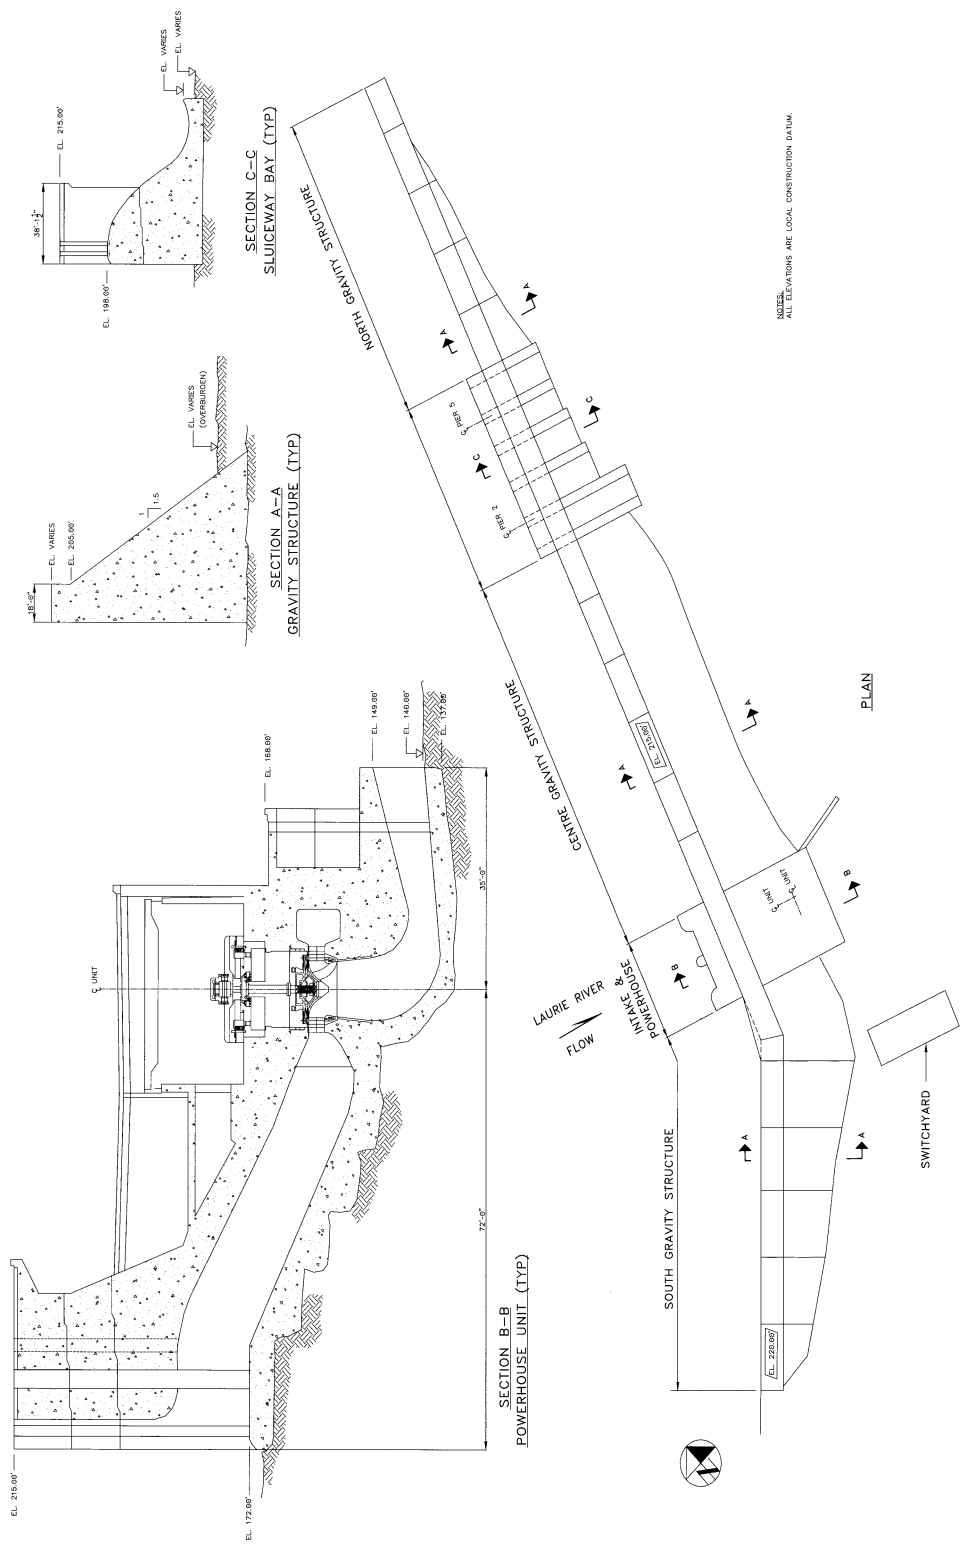 EL. 215.00'
EL. 172.00'
℄ UNIT
EL. 168.00'
EL. 149.00'
EL. 140.00'
EL. 137.00'
72'-0"
35'-0"
SECTION B-B
POWERHOUSE UNIT (TYP)
18'-0"
EL. VARIES
EL. 205.00'
1
1.5
EL. VARIES
(OVERBURDEN)
SECTION A-A
GRAVITY STRUCTURE (TYP)
38'-1½"
EL. 215.00'
EL. 198.00'
EL. VARIES
EL. VARIES
SECTION C-C
SLUICEWAY BAY (TYP)
SOUTH GRAVITY STRUCTURE
INTAKE &
POWERHOUSE
CENTRE GRAVITY STRUCTURE
NORTH GRAVITY STRUCTURE
LAURIE RIVER
FLOW
EL. 220.00'
EL. 215.00'
℄ PIER 2
℄ PIER 5
℄ UNIT
℄ UNIT
A
A
B
B
A
A
C
C
A
A
SWITCHYARD
PLAN
NOTES:
ALL ELEVATIONS ARE LOCAL CONSTRUCTION DATUM.